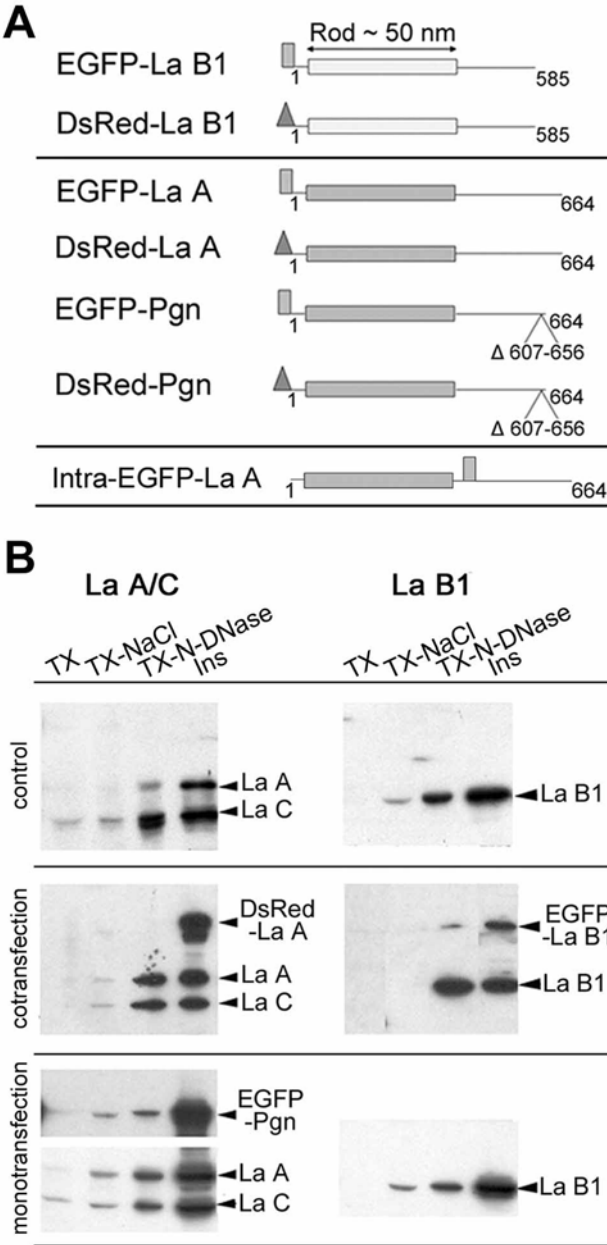 A
Rod ~ 50 nm
EGFP-La B1
1
585
DsRed-La B1
1
585
EGFP-La A
1
664
DsRed-La A
1
664
EGFP-Pgn
1
664
Δ 607-656
DsRed-Pgn
1
664
Δ 607-656
Intra-EGFP-La A
1
664
B
La A/C
La B1
TX TX-NaCl TX-N-DNase Ins
TX TX-NaCl TX-N-DNase Ins
control
La A
La C
La B1
cotransfection
DsRed
-La A
La A
La C
EGFP
-La B1
La B1
monotransfection
EGFP
-Pgn
La A
La C
La B1